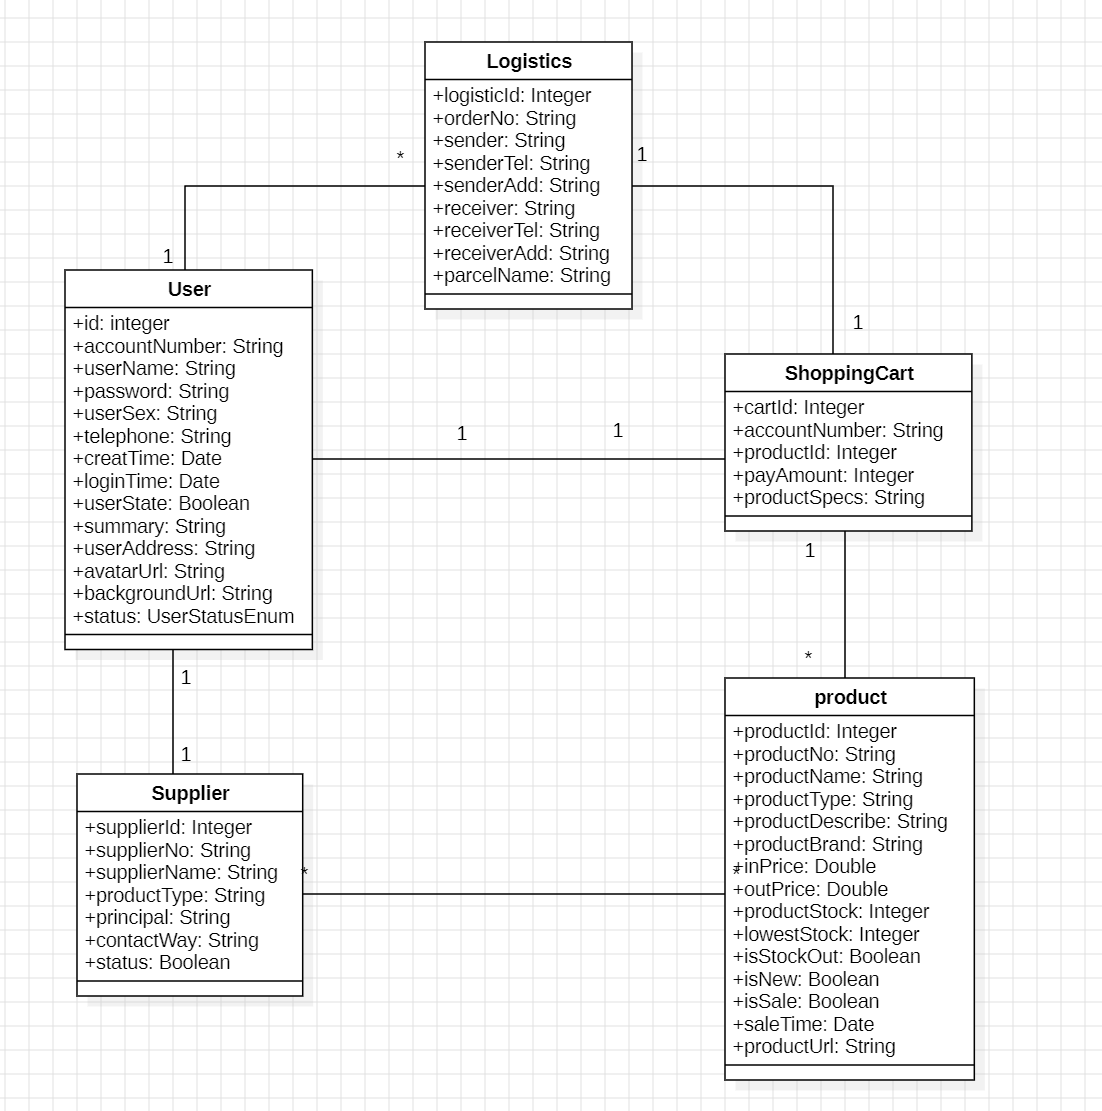 Logistics
+logisticId: Integer
+orderNo: String
+sender: String
+senderTel: String
+senderAdd: String
+receiver: String
+receiverTel: String
+receiverAdd: String
+parcelName: String
*
1
1
1
User
+id: integer
+accountNumber: String
+userName: String
+password: String
+userSex: String
+telephone: String
+creatTime: Date
+loginTime: Date
+userState: Boolean
+summary: String
+userAddress: String
+avatarUrl: String
+backgroundUrl: String
+status: UserStatusEnum
1
1
ShoppingCart
+cartId: Integer
+accountNumber: String
+productId: Integer
+payAmount: Integer
+productSpecs: String
1
*
1
1
Supplier
+supplierId: Integer
+supplierNo: String
+supplierName: String
+productType: String
+principal: String
+contactWay: String
+status: Boolean
*
*
product
+productId: Integer
+productNo: String
+productName: String
+productType: String
+productDescribe: String
+productBrand: String
+inPrice: Double
+outPrice: Double
+productStock: Integer
+lowestStock: Integer
+isStockOut: Boolean
+isNew: Boolean
+isSale: Boolean
+saleTime: Date
+productUrl: String